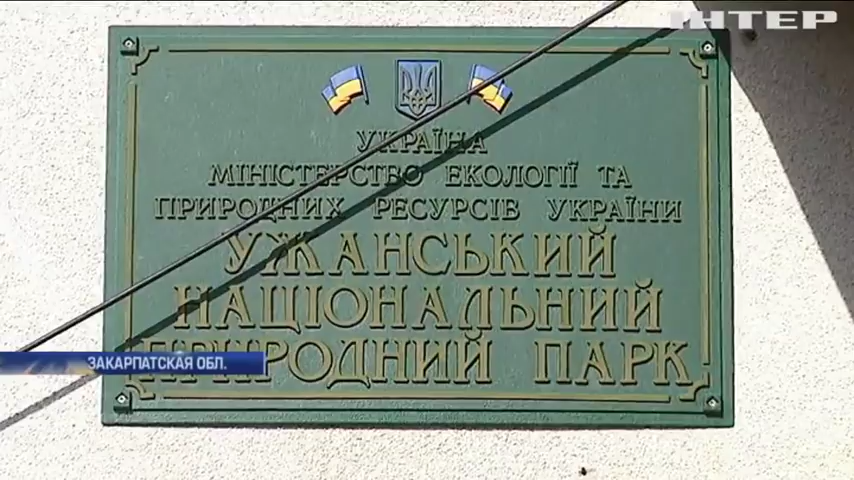 ІНТЕР
УКРАЇНА
МІНІСТЕРСТВО ЕКОЛОГІЇ ТА
ПРИРОДНИХ РЕСУРСІВ УКРАЇНИ
УЖАНСЬКИЙ
НАЦІОНАЛЬНИЙ
ПРИРОДНИЙ ПАРК
ЗАКАРПАТСКАЯ ОБЛ.